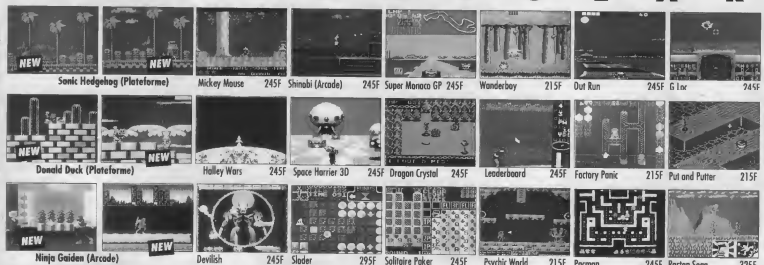 NEW NEW
Sonic Hedgehog (Plateforme) Mickey Mouse 245F Shinobi (Arcade) 245F Super Monaco GP 245F Wonderboy 215F Out Run 245F G Loc 245F
NEW NEW
Donald Duck (Plateforme) Halley Wars 245F Space Harrier 3D 245F Dragon Crystal 245F Leaderboard 245F Factory Panic 215F Put and Putter 215F
NEW NEW
Ninja Gaiden (Arcade) Devilish 245F Slader 295F Solitaire Poker 245F Psychic World 215F Pacman 245F